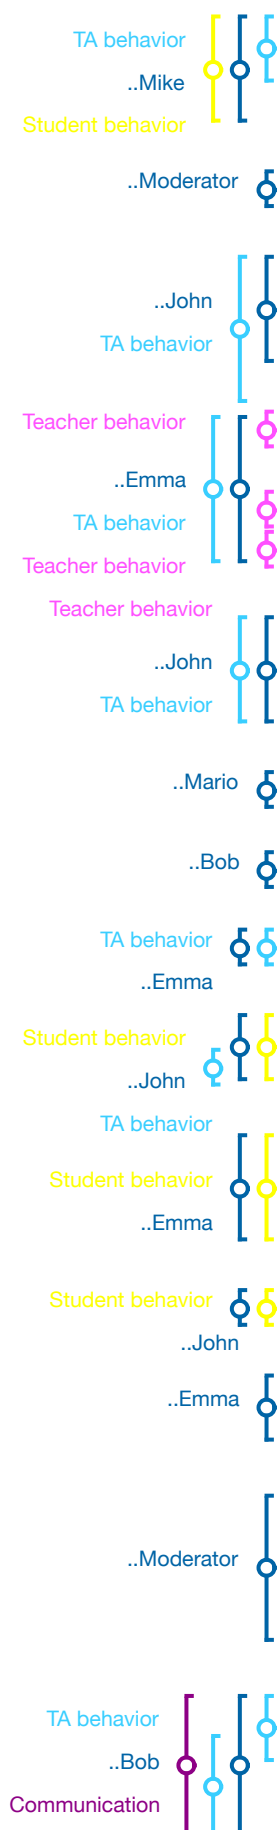 TA behavior
..Mike
Student behavior
..Moderator
..John
TA behavior
Teacher behavior
..Emma
TA behavior
Teacher behavior
Teacher behavior
..John
TA behavior
..Mario
..Bob
TA behavior
..Emma
Student behavior
..John
TA behavior
Student behavior
..Emma
Student behavior
..John
..Emma
..Moderator
TA behavior
..Bob
Communication